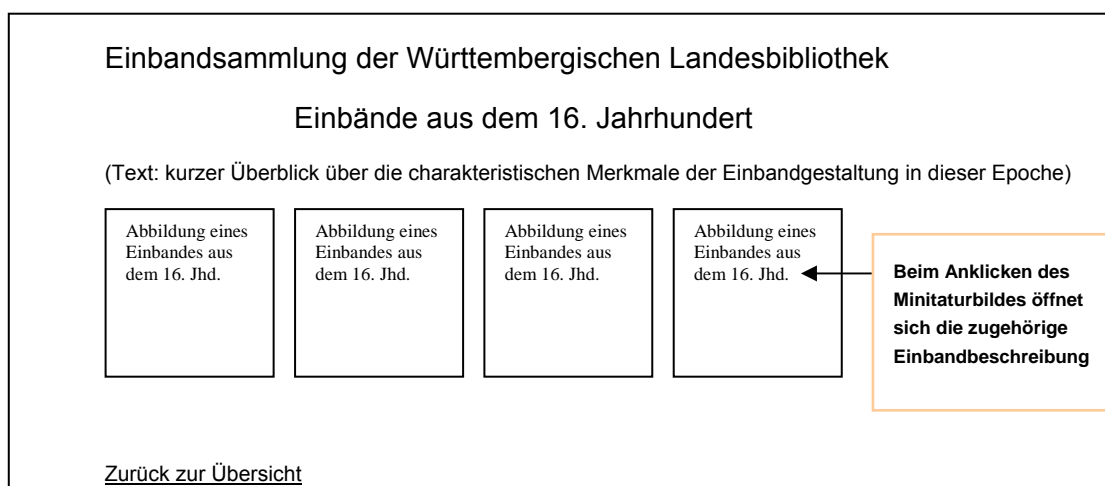 Einbandsammlung der Württembergischen Landesbibliothek
Einbände aus dem 16. Jahrhundert
(Text: kurzer Überblick über die charakteristischen Merkmale der Einbandgestaltung in dieser Epoche)
Abbildung eines
Einbandes aus
dem 16. Jhd.
Abbildung eines
Einbandes aus
dem 16. Jhd.
Abbildung eines
Einbandes aus
dem 16. Jhd.
Abbildung eines
Einbandes aus
dem 16. Jhd.
Beim Anklicken des
Minitaturbildes öffnet
sich die zugehörige
Einbandbeschreibung
Zurück zur Übersicht